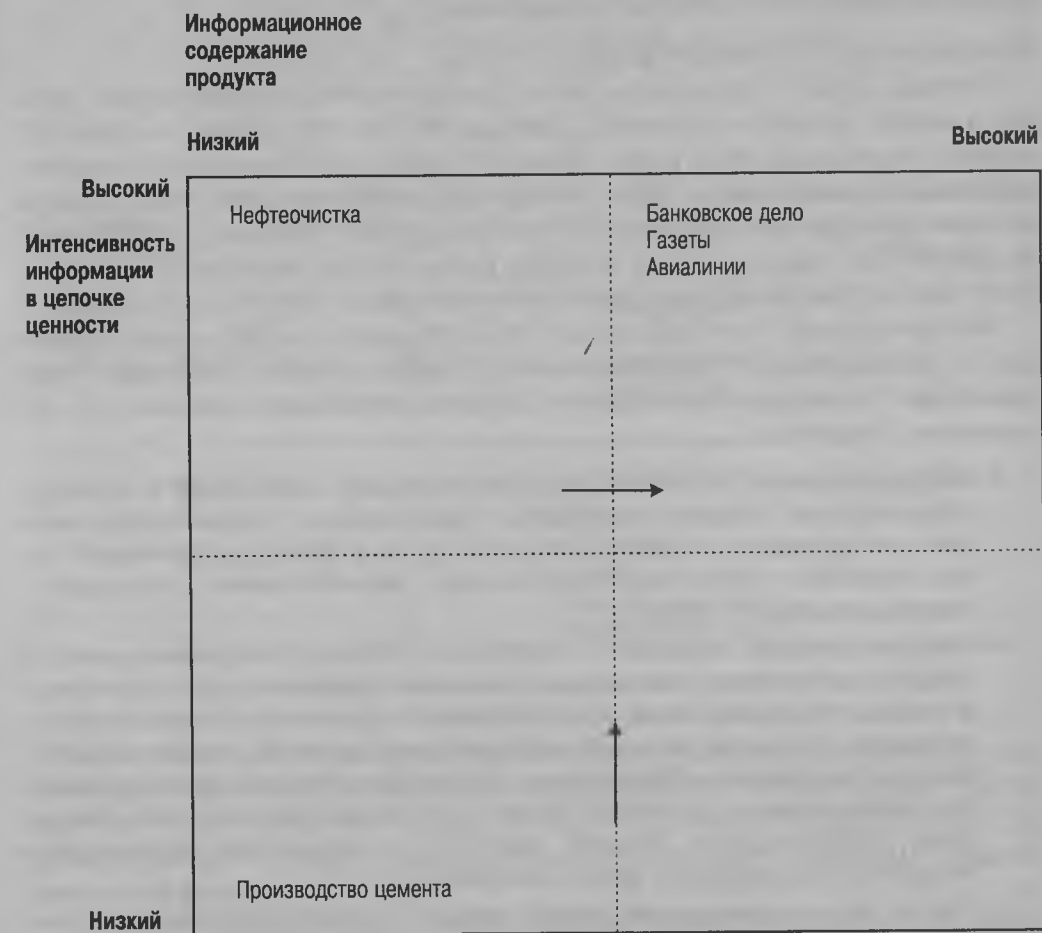 Информационное
содержание
продукта
Низкий
Высокий
Высокий
Интенсивность
информации
в цепочке
ценности
Нефтеочистка
Банковское дело
Газеты
Авиалинии
Производство цемента
Низкий